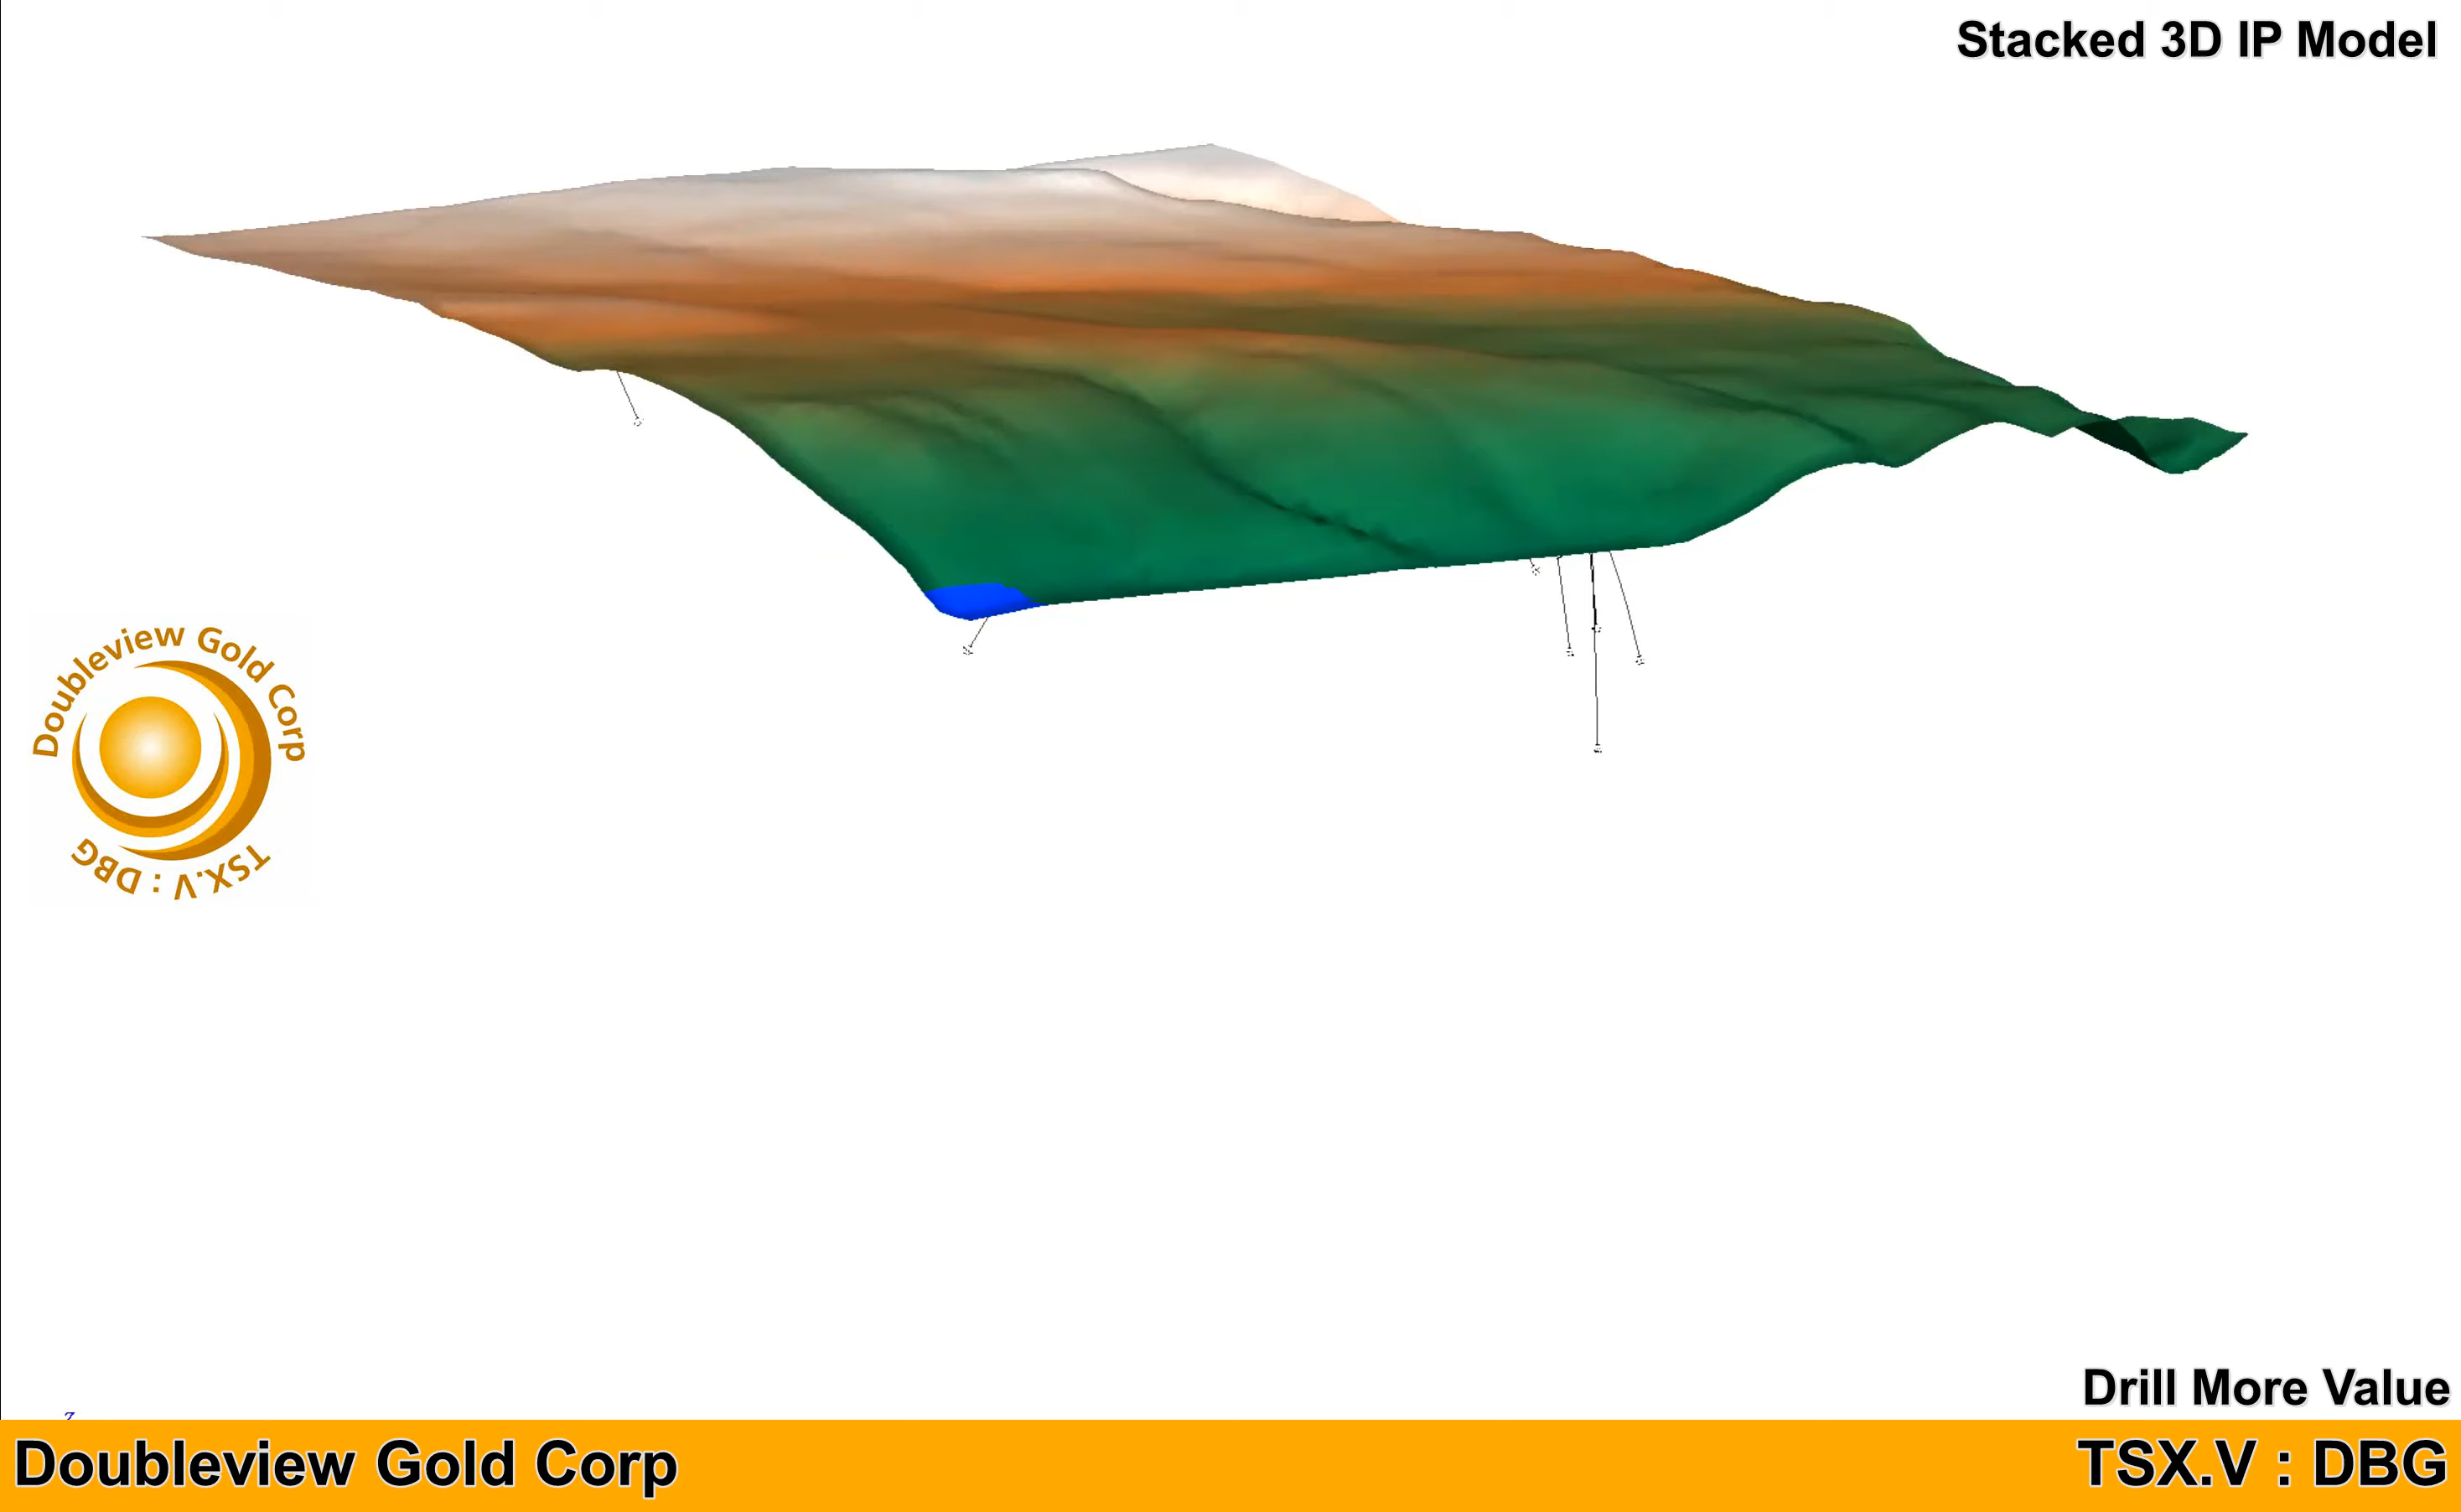 Stacked 3D IP Model
Doubleview Gold Corp
TSX.V : DBG
Drill More Value
Z
Doubleview Gold Corp
TSX.V : DBG